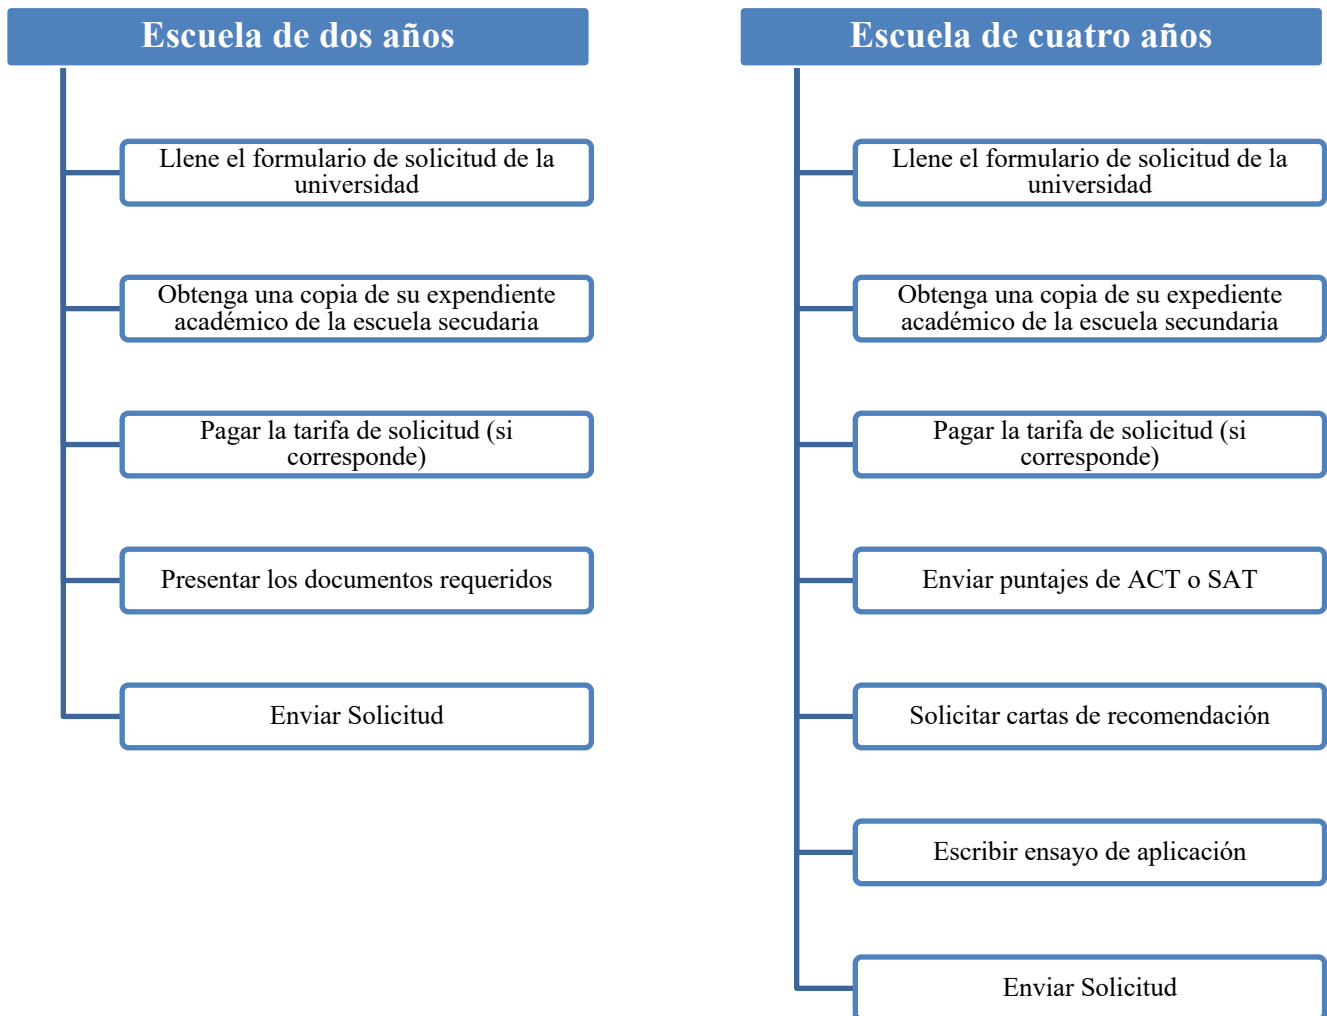 Escuela de dos años
Llene el formulario de solicitud de la
universidad
Obtenga una copia de su expendiente
académico de la escuela secudaria
Pagar la tarifa de solicitud (si
corresponde)
Presentar los documentos requeridos
Enviar Solicitud
Escuela de cuatro años
Llene el formulario de solicitud de la
universidad
Obtenga una copia de su expediente
académico de la escuela secundaria
Pagar la tarifa de solicitud (si
corresponde)
Enviar puntajes de ACT o SAT
Solicitar cartas de recomendación
Escribir ensayo de aplicación
Enviar Solicitud